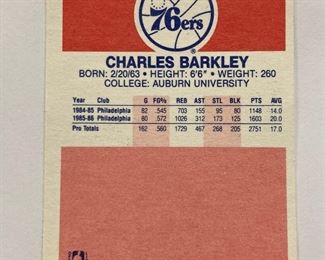 76ers
CHARLES BARKLEY
BORN: 2/20/63 • HEIGHT: 6'6" • WEIGHT: 260
COLLEGE: AUBURN UNIVERSITY
Year Club G FG% REB AST STL BLK PTS AVG
1984-85 Philadelphia 82 .545 703 155 95 80 1148 14.0
1985-86 Philadelphia 80 .572 1026 312 173 125 1603 20.0
Pro Totals 162 .560 1729 467 268 205 2751 17.0